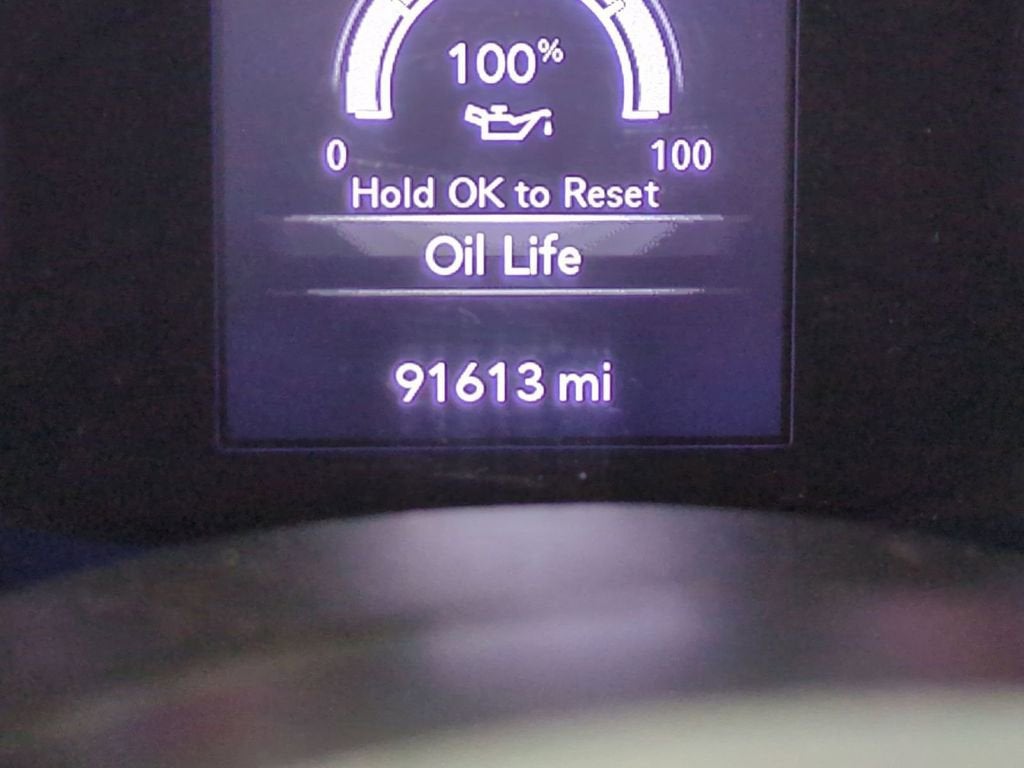 100%
0 100
Hold OK to Reset
Oil Life
91613 mi